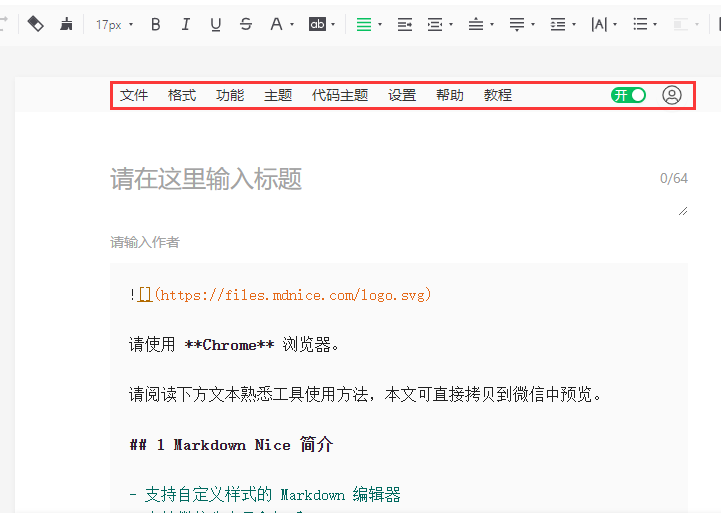 17px B I U S A ab |A|
文件 格式 功能 主题 代码主题 设置 帮助 教程 开
请在这里输入标题 0/64
请输入作者
![](https://files.mdnice.com/logo.svg)
请使用 **Chrome** 浏览器。
请阅读下方文本熟悉工具使用方法，本文可直接拷贝到微信中预览。
## 1 Markdown Nice 简介
- 支持自定义样式的 Markdown 编辑器